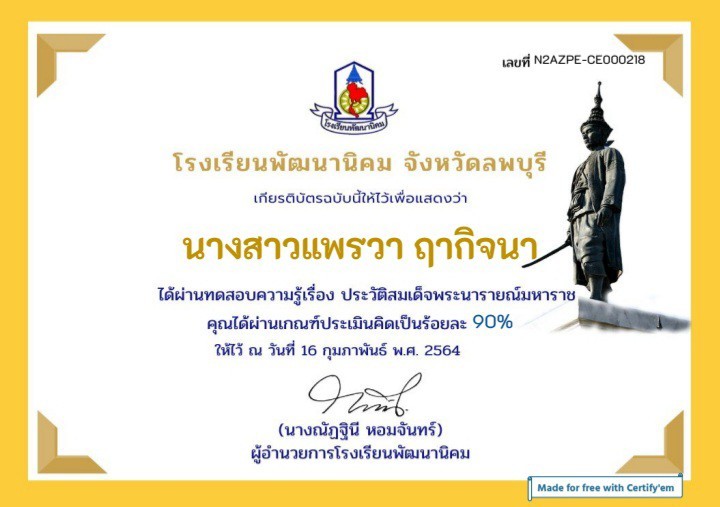 เลขที่ N2AZPE-CE000218
โรงเรียนพัฒนานิคม
โรงเรียนพัฒนานิคม จังหวัดลพบุรี
เกียรติบัตรฉบับนี้ให้ไว้เพื่อแสดงว่า
นางสาวแพรวา ฤากิจนา
ได้ผ่านทดสอบความรู้เรื่อง ประวัติสมเด็จพระนารายณ์มหาราช
คุณได้ผ่านเกณฑ์ประเมินคิดเป็นร้อยละ 90%
ให้ไว้ ณ วันที่ 16 กุมภาพันธ์ พ.ศ. 2564
(นางณัฏฐินี หอมจันทร์)
ผู้อำนวยการโรงเรียนพัฒนานิคม
Made for free with Certify'em